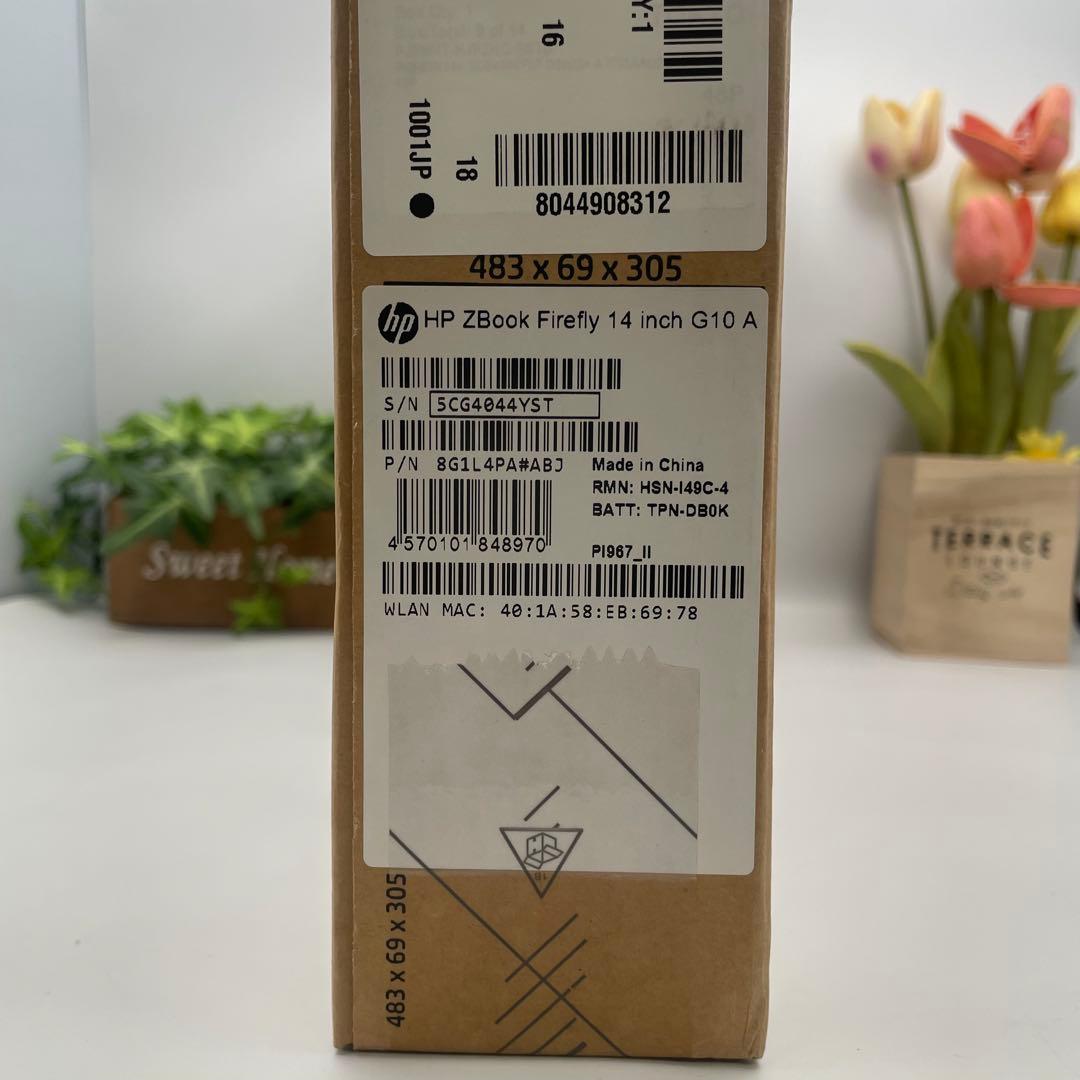 Y:1
16
1001JP
18
8044908312
483 x 69 x 305
hp
HP ZBook Firefly 14 inch G10 A
S/N 5CG4044YST
P/N 8G1L4PA#ABJ
Made in China
RMN: HSN-I49C-4
BATT: TPN-DB0K
4 570101 848970
PI967_II
WLAN MAC: 40:1A:58:EB:69:78
1B
483 x 69 x 305
Sweet Home
TERRACE